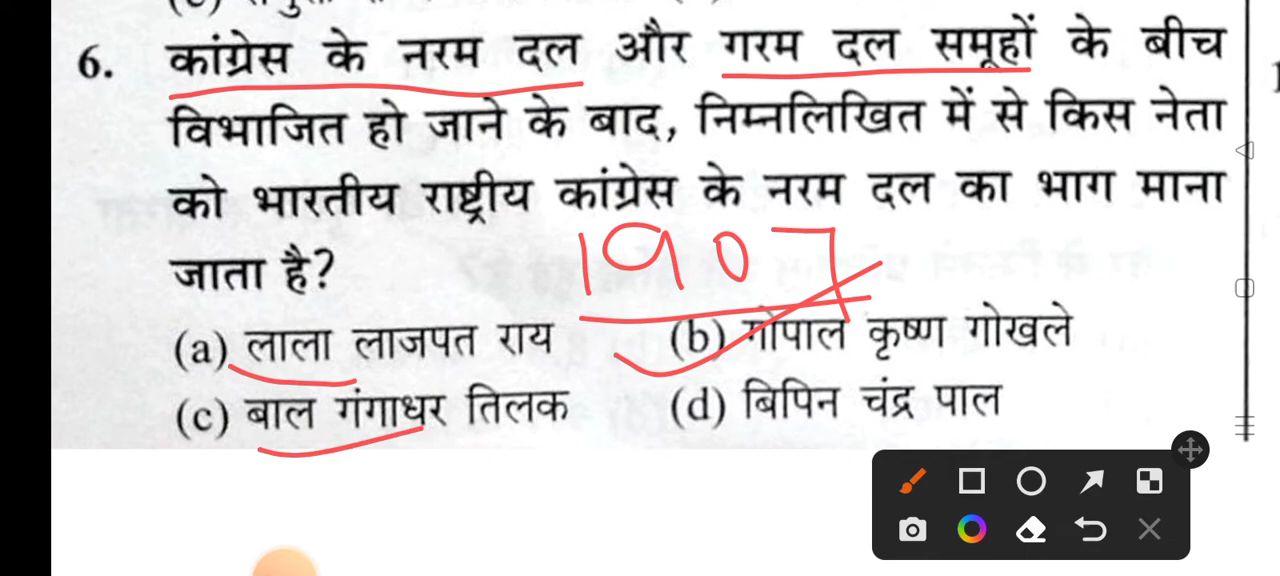 6. कांग्रेस के नरम दल और गरम दल समूहों के बीच
विभाजित हो जाने के बाद, निम्नलिखित में से किस नेता
को भारतीय राष्ट्रीय कांग्रेस के नरम दल का भाग माना
जाता है?
1907
(a) लाला लाजपत राय (b) गोपाल कृष्ण गोखले
(c) बाल गंगाधर तिलक (d) बिपिन चंद्र पाल